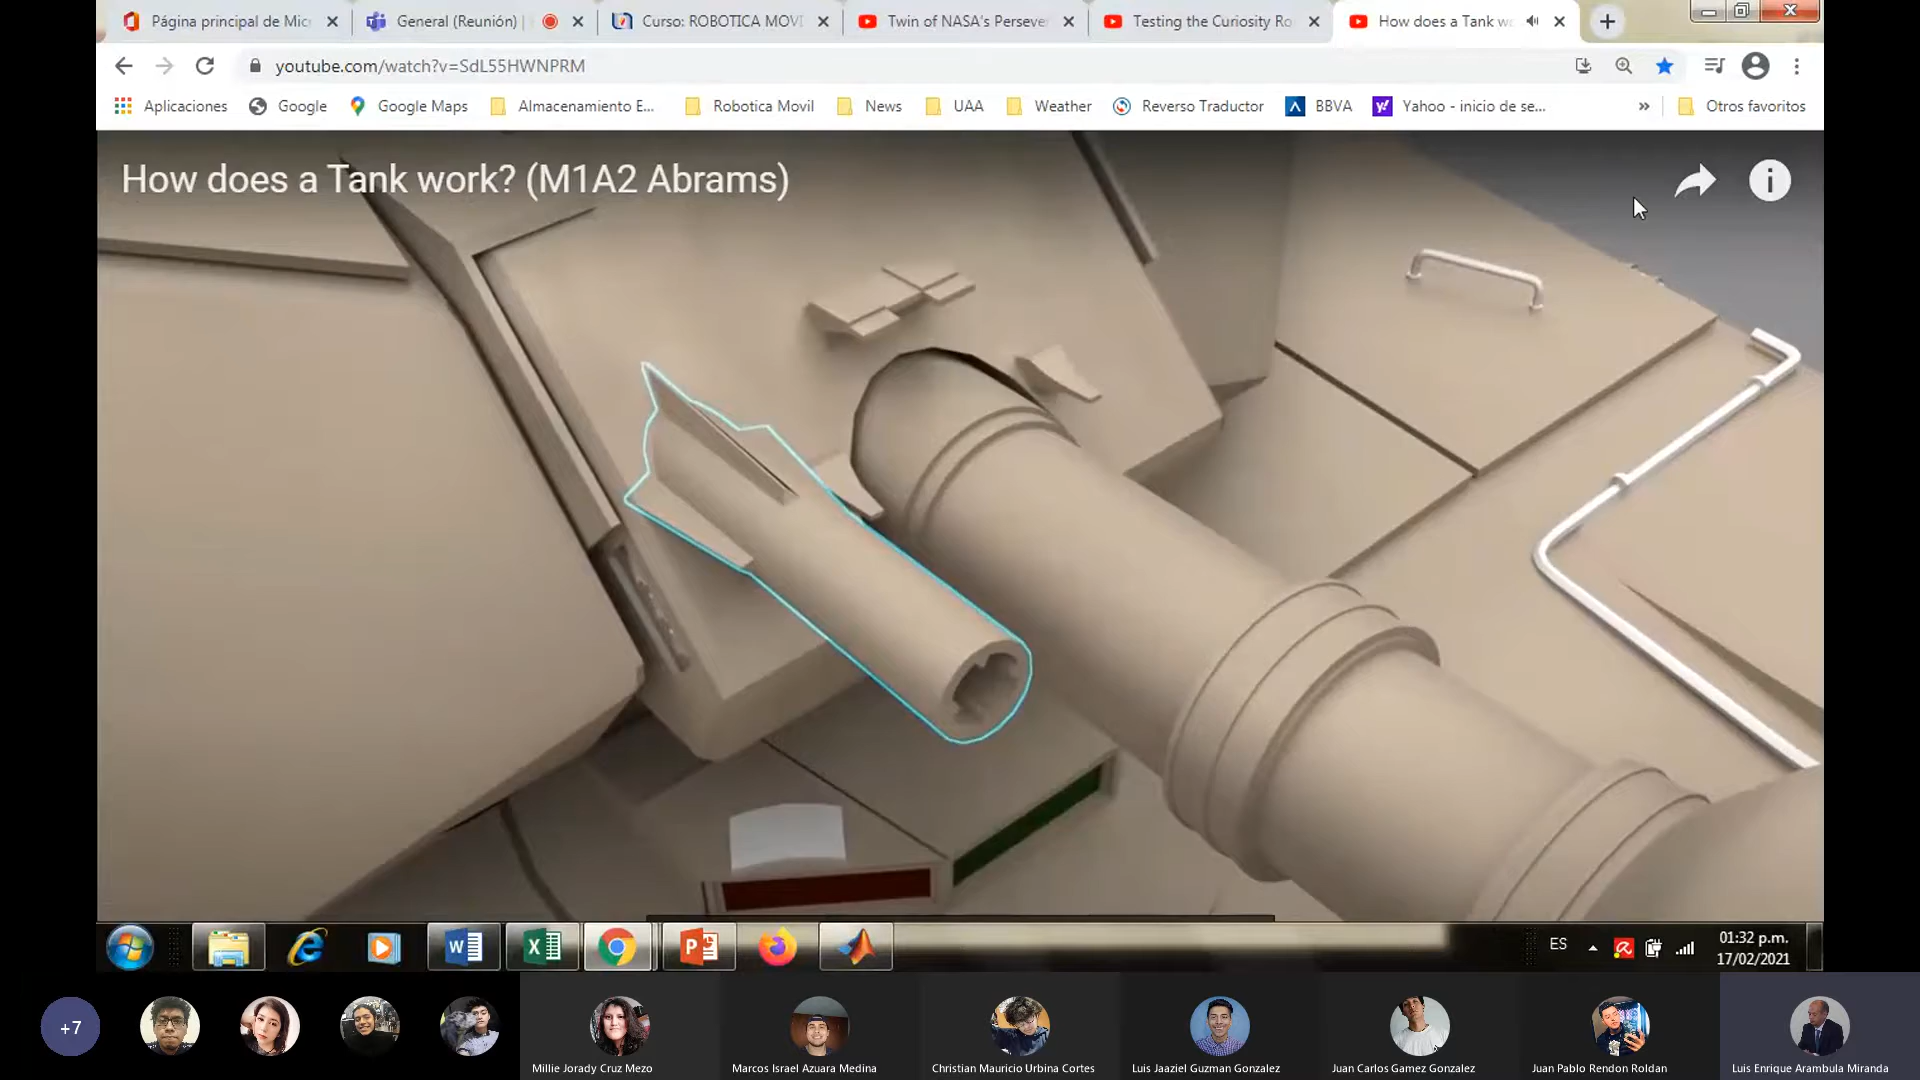 Página principal de Mic
General (Reunión) |
Curso: ROBOTICA MOVI
Twin of NASA's Perseve
Testing the Curiosity Ro
How does a Tank w
youtube.com/watch?v=SdL55HWNPRM
Aplicaciones
Google
Google Maps
Almacenamiento E...
Robotica Movil
News
UAA
Weather
Reverso Traductor
BBVA
Yahoo - inicio de se...
»
Otros favoritos
How does a Tank work? (M1A2 Abrams)
ES
01:32 p.m.
17/02/2021
+7
Millie Jorady Cruz Mezo
Marcos Israel Azuara Medina
Christian Mauricio Urbina Cortes
Luis Jaaziel Guzman Gonzalez
Juan Carlos Gamez Gonzalez
Juan Pablo Rendon Roldan
Luis Enrique Arambula Miranda